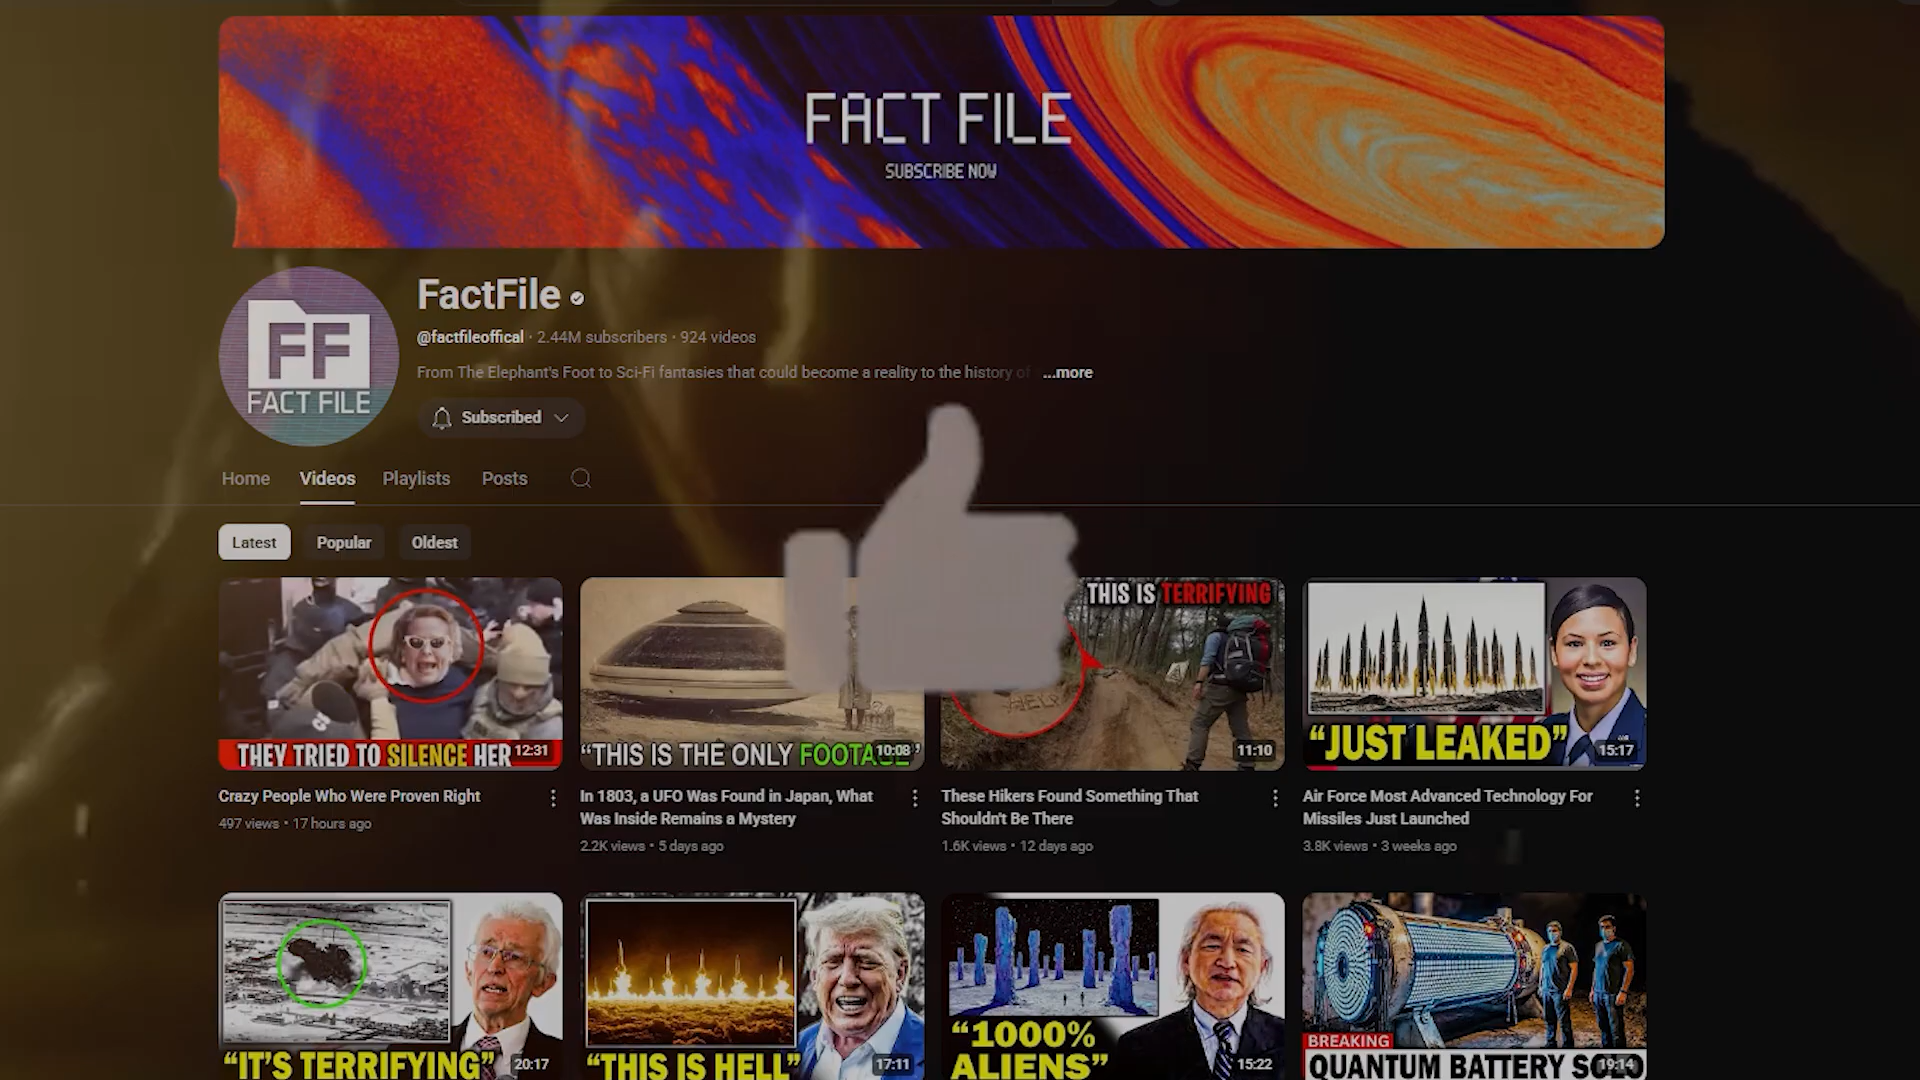 FACT FILE
SUBSCRIBE NOW
FF
FACT FILE
FactFile
@factfileoffical · 2.44M subscribers · 924 videos
From The Elephant's Foot to Sci-Fi fantasies that could become a reality to the history of ...more
Subscribed
Home Videos Playlists Posts
Latest Popular Oldest
THEY TRIED TO SILENCE HER 12:31
"THIS IS THE ONLY 10:08
THIS IS TERRIFYING
HELP
11:10
"JUST LEAKED" 15:17
Crazy People Who Were Proven Right
497 views • 17 hours ago
In 1803, a UFO Was Found in Japan, What
Was Inside Remains a Mystery
2.2K views • 5 days ago
These Hikers Found Something That
Shouldn't Be There
1.6K views • 12 days ago
Air Force Most Advanced Technology For
Missiles Just Launched
3.8K views • 3 weeks ago
"IT'S TERRIFYING" 20:17
"THIS IS HELL" 17:11
"1000%
ALIENS" 15:22
BREAKING
QUANTUM BATTERY 19:14